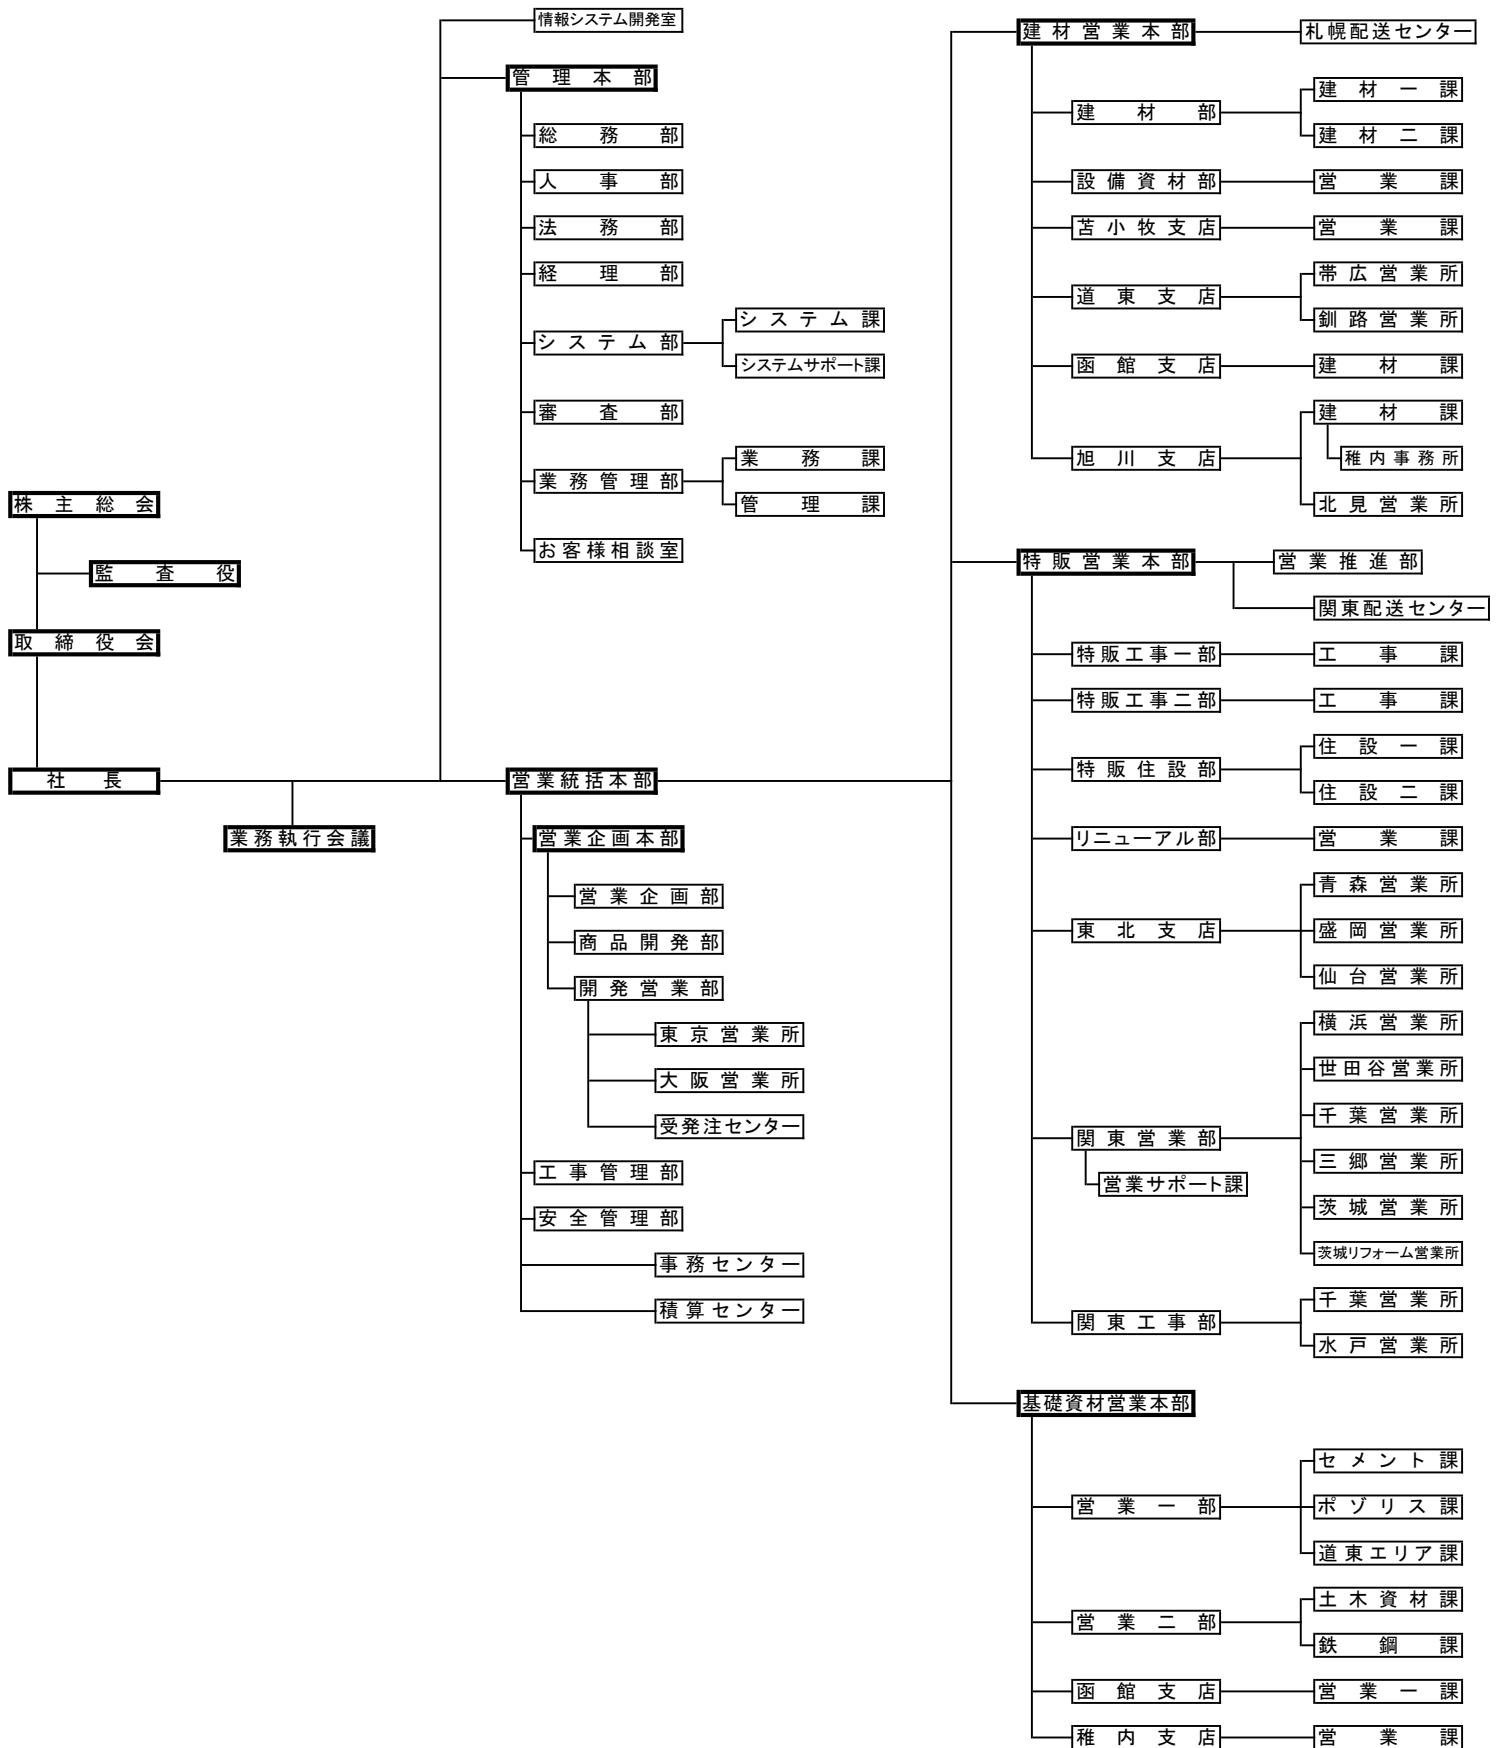 株主総会
監査役
取締役会
社長
業務執行会議
情報システム開発室
管理本部
総務部
人事部
法務部
経理部
システム部
システム課
システムサポート課
審査部
業務管理部
業務課
管理課
お客様相談室
営業統括本部
営業企画本部
営業企画部
商品開発部
開発営業部
東京営業所
大阪営業所
受発注センター
工事管理部
安全管理部
事務センター
積算センター
建材営業本部
札幌配送センター
建材部
建材一課
建材二課
設備資材部
営業課
苫小牧支店
営業課
道東支店
帯広営業所
釧路営業所
函館支店
建材課
旭川支店
建材課
稚内事務所
北見営業所
特販営業本部
営業推進部
関東配送センター
特販工事一部
工事課
特販工事二部
工事課
特販住設部
住設一課
住設二課
リニューアル部
営業課
東北支店
青森営業所
盛岡営業所
仙台営業所
関東営業部
営業サポート課
横浜営業所
世田谷営業所
千葉営業所
三郷営業所
茨城営業所
茨城リフォーム営業所
関東工事部
千葉営業所
水戸営業所
基礎資材営業本部
営業一部
セメント課
ポゾリス課
道東エリア課
営業二部
土木資材課
鉄鋼課
函館支店
営業一課
稚内支店
営業課